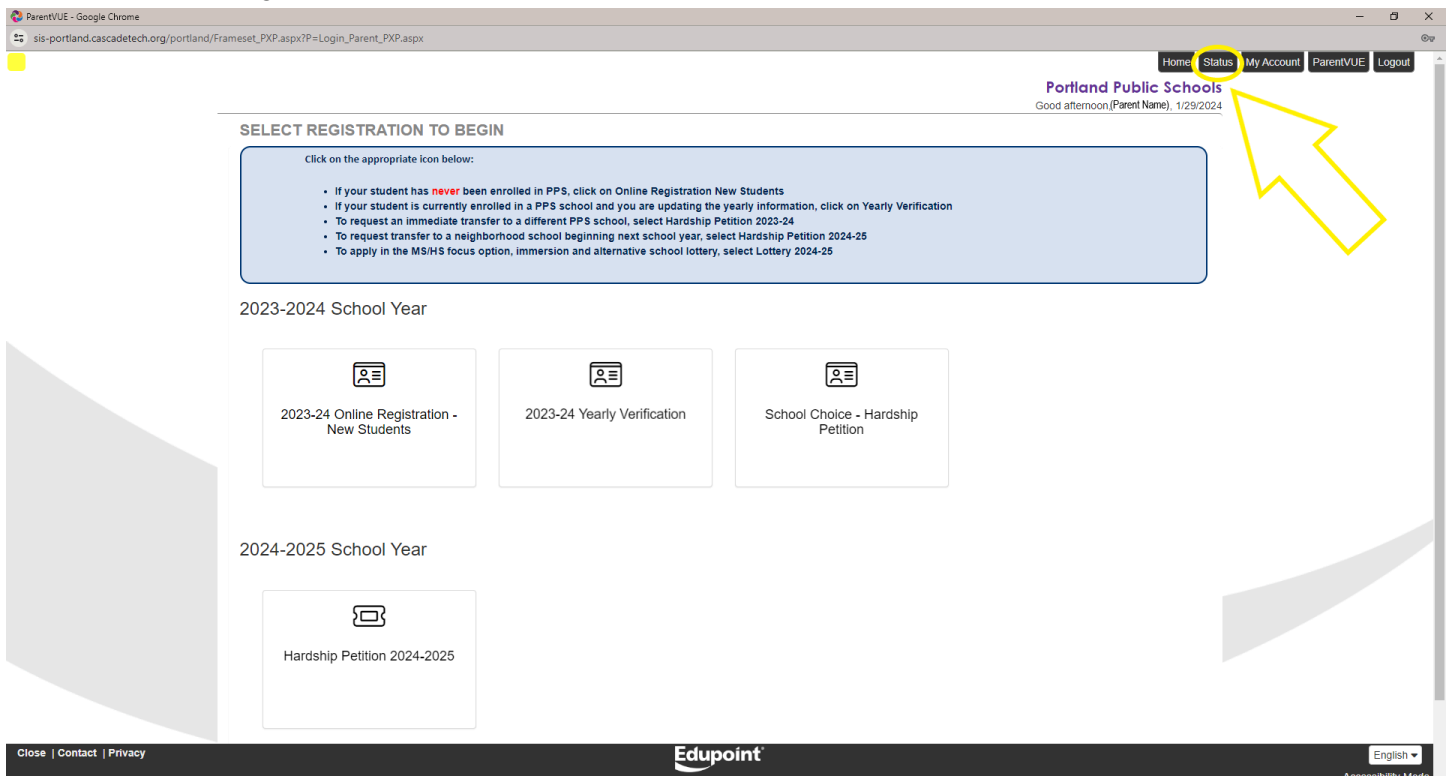 ParentVUE - Google Chrome
sis-portland.cascadetech.org/portland/Frameset_PXP.aspx?P=Login_Parent_PXP.aspx
Home Status My Account ParentVUE Logout
Portland Public Schools
Good afternoon,(Parent Name), 1/29/2024
SELECT REGISTRATION TO BEGIN
Click on the appropriate icon below:
• If your student has never been enrolled in PPS, click on Online Registration New Students
• If your student is currently enrolled in a PPS school and you are updating the yearly information, click on Yearly Verification
• To request an immediate transfer to a different PPS school, select Hardship Petition 2023-24
• To request transfer to a neighborhood school beginning next school year, select Hardship Petition 2024-25
• To apply in the MS/HS focus option, immersion and alternative school lottery, select Lottery 2024-25
2023-2024 School Year
2023-24 Online Registration -
New Students
2023-24 Yearly Verification
School Choice - Hardship
Petition
2024-2025 School Year
Hardship Petition 2024-2025
Close | Contact | Privacy
Edupoint
English
Accessibility Mode